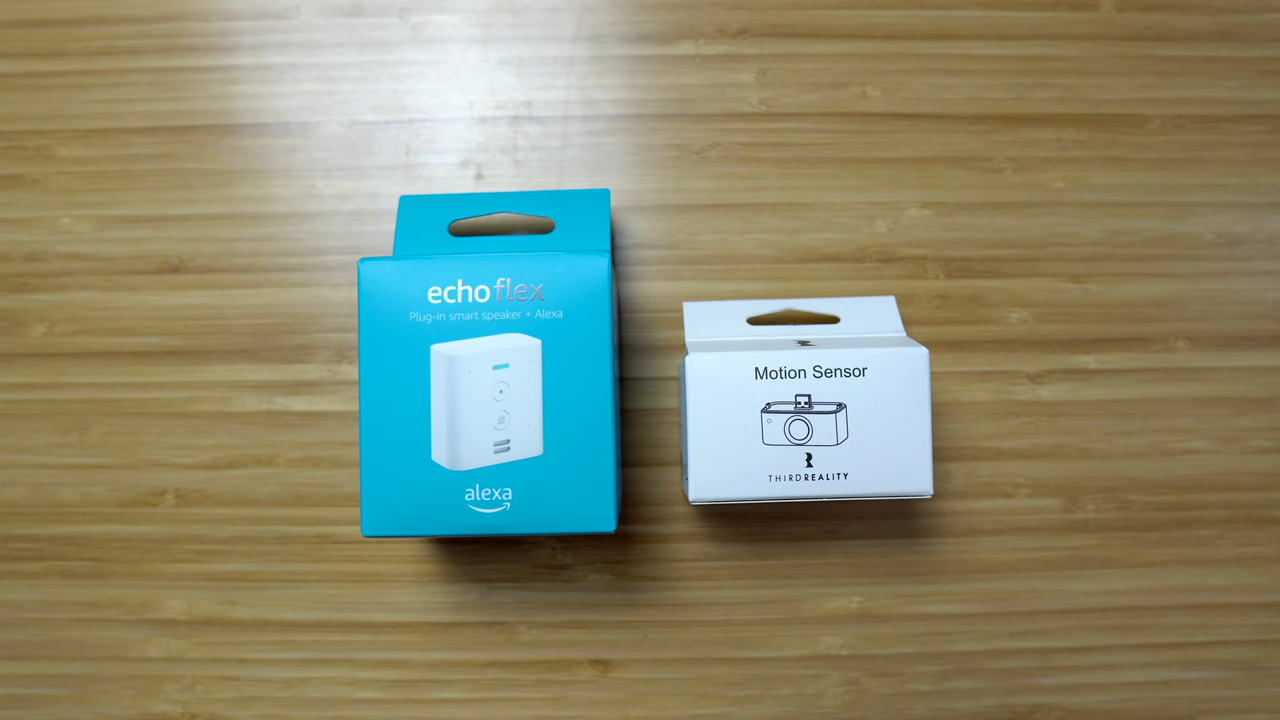 echo flex
Plug-in smart speaker + Alexa
alexa
Motion Sensor
THIRDREALITY